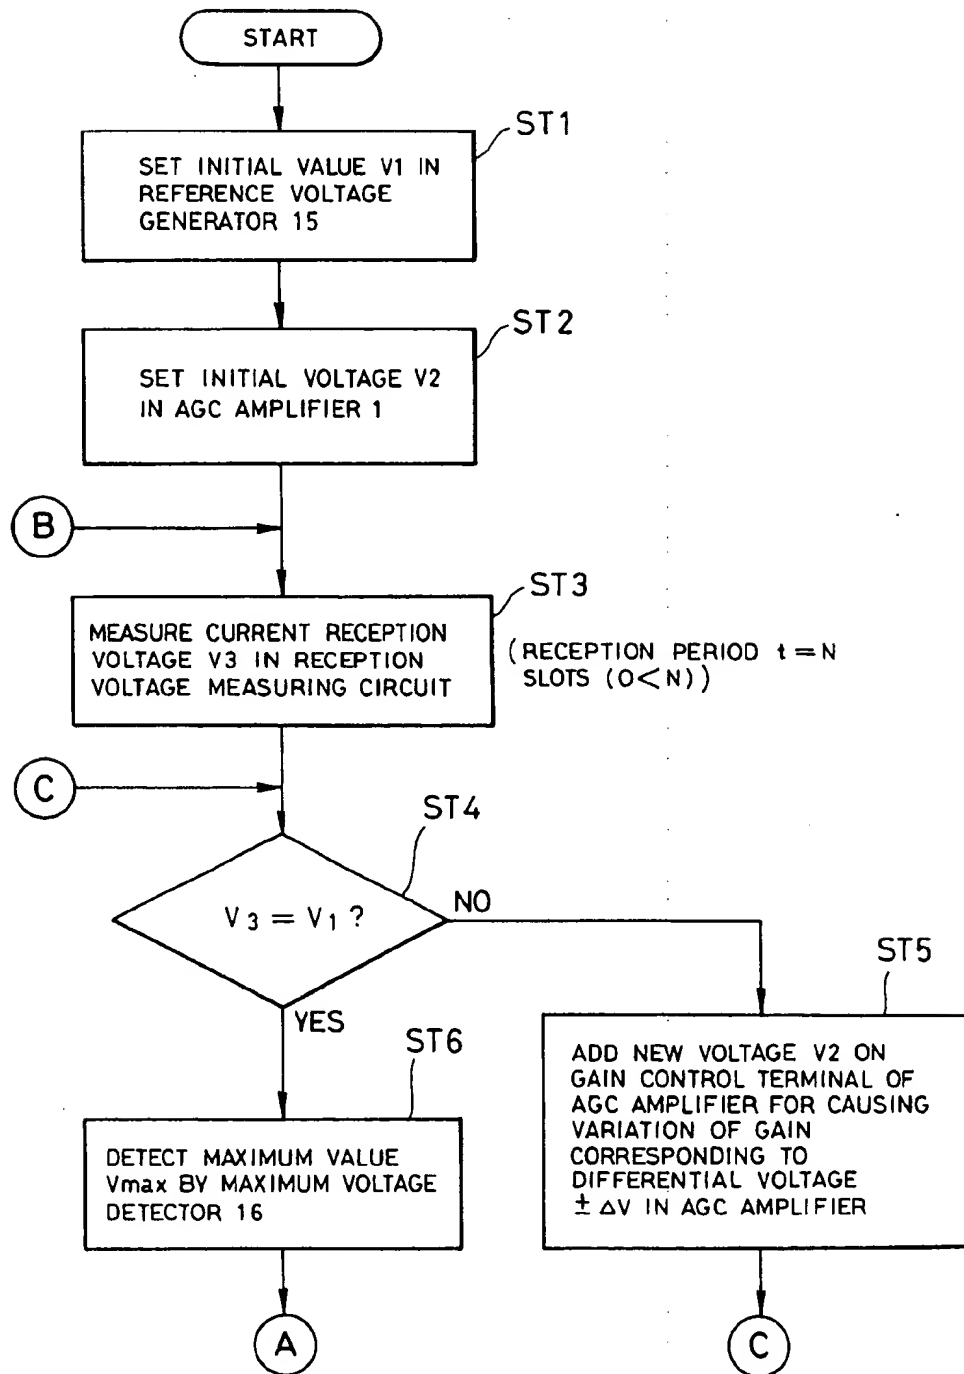 START
ST1
SET INITIAL VALUE V1 IN
REFERENCE VOLTAGE
GENERATOR 15
ST2
SET INITIAL VOLTAGE V2
IN AGC AMPLIFIER 1
B
ST3
MEASURE CURRENT RECEPTION
VOLTAGE V3 IN RECEPTION
VOLTAGE MEASURING CIRCUIT
(RECEPTION PERIOD t=N
SLOTS (0<N))
C
ST4
V3 = V1 ?
NO
YES
ST5
ADD NEW VOLTAGE V2 ON
GAIN CONTROL TERMINAL OF
AGC AMPLIFIER FOR CAUSING
VARIATION OF GAIN
CORRESPONDING TO
DIFFERENTIAL VOLTAGE
± ΔV IN AGC AMPLIFIER
ST6
DETECT MAXIMUM VALUE
Vmax BY MAXIMUM VOLTAGE
DETECTOR 16
A
C